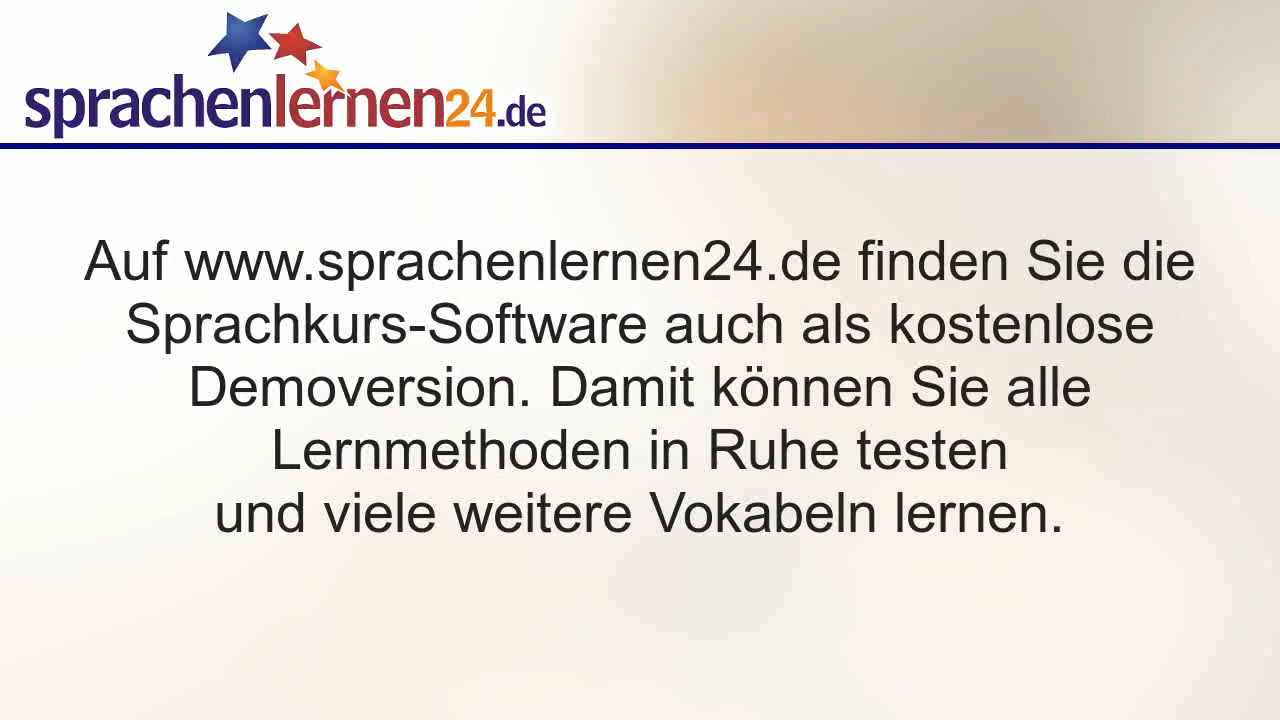 sprachenlernen24.de
Auf www.sprachenlernen24.de finden Sie die
Sprachkurs-Software auch als kostenlose
Demoversion. Damit können Sie alle
Lernmethoden in Ruhe testen
und viele weitere Vokabeln lernen.